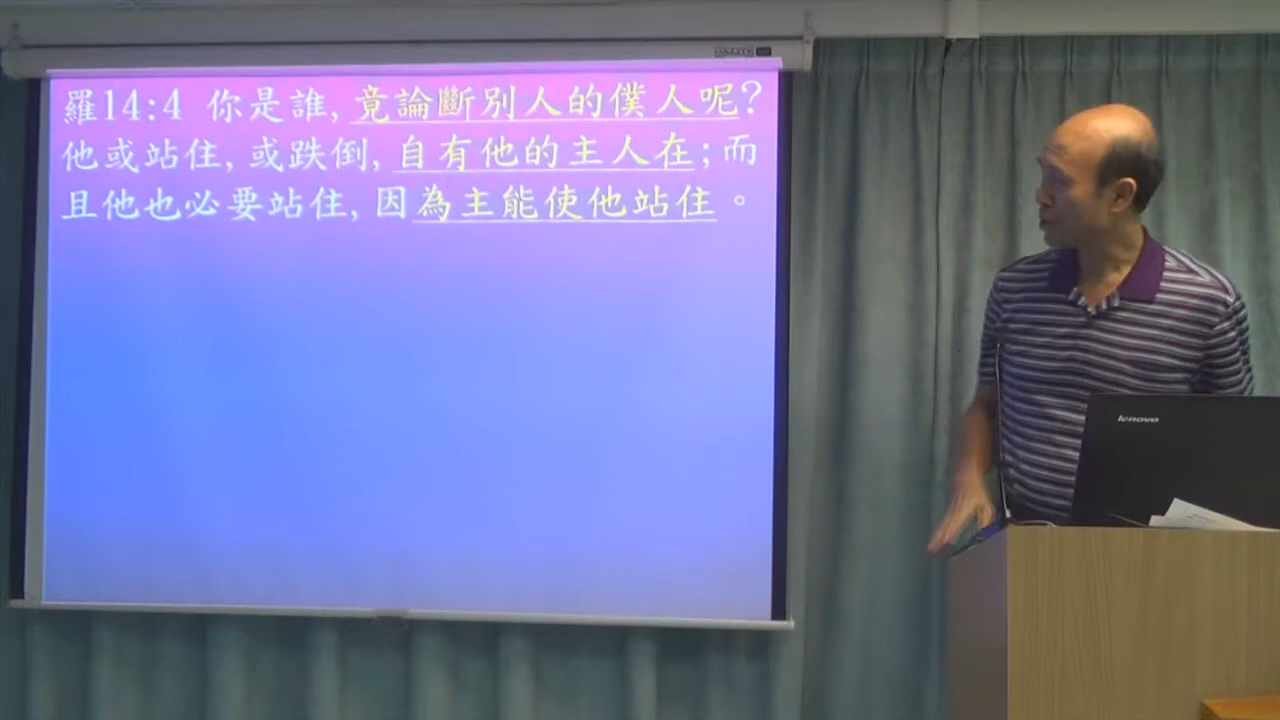 羅14:4 你是誰,竟論斷別人的僕人呢?
他或站住,或跌倒,自有他的主人在;而
且他也必要站住,因為主能使他站住。
lenovo